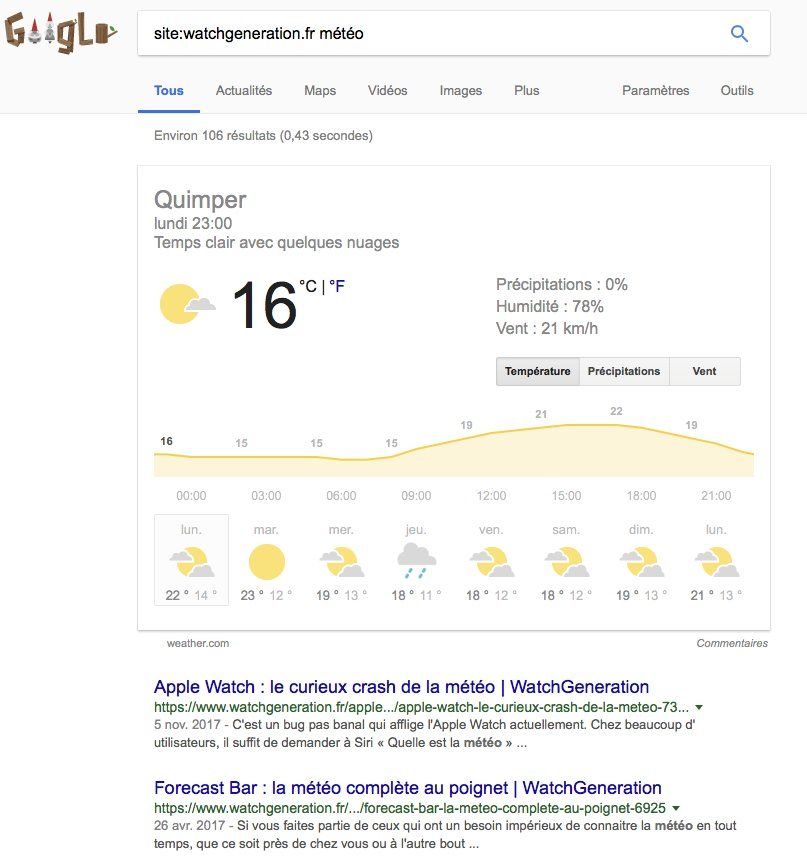 Google
site:watchgeneration.fr météo
Tous Actualités Maps Vidéos Images Plus Paramètres Outils
Environ 106 résultats (0,43 secondes)
Quimper
lundi 23:00
Temps clair avec quelques nuages
16 °C | °F
Précipitations : 0%
Humidité : 78%
Vent : 21 km/h
Température Précipitations Vent
16 15 15 15 19 21 22 19
00:00 03:00 06:00 09:00 12:00 15:00 18:00 21:00
lun. mar. mer. jeu. ven. sam. dim. lun.
22 ° 14 ° 23 ° 12 ° 19 ° 13 ° 18 ° 11 ° 18 ° 12 ° 18 ° 12 ° 19 ° 13 ° 21 ° 13 °
weather.com Commentaires
Apple Watch : le curieux crash de la météo | WatchGeneration
https://www.watchgeneration.fr/apple.../apple-watch-le-curieux-crash-de-la-meteo-73...
5 nov. 2017 - C'est un bug pas banal qui afflige l'Apple Watch actuellement. Chez beaucoup d'
utilisateurs, il suffit de demander à Siri « Quelle est la météo » ...
Forecast Bar : la météo complète au poignet | WatchGeneration
https://www.watchgeneration.fr/.../forecast-bar-la-meteo-complete-au-poignet-6925
26 avr. 2017 - Si vous faites partie de ceux qui ont un besoin impérieux de connaitre la météo en tout
temps, que ce soit près de chez vous ou à l'autre bout ...